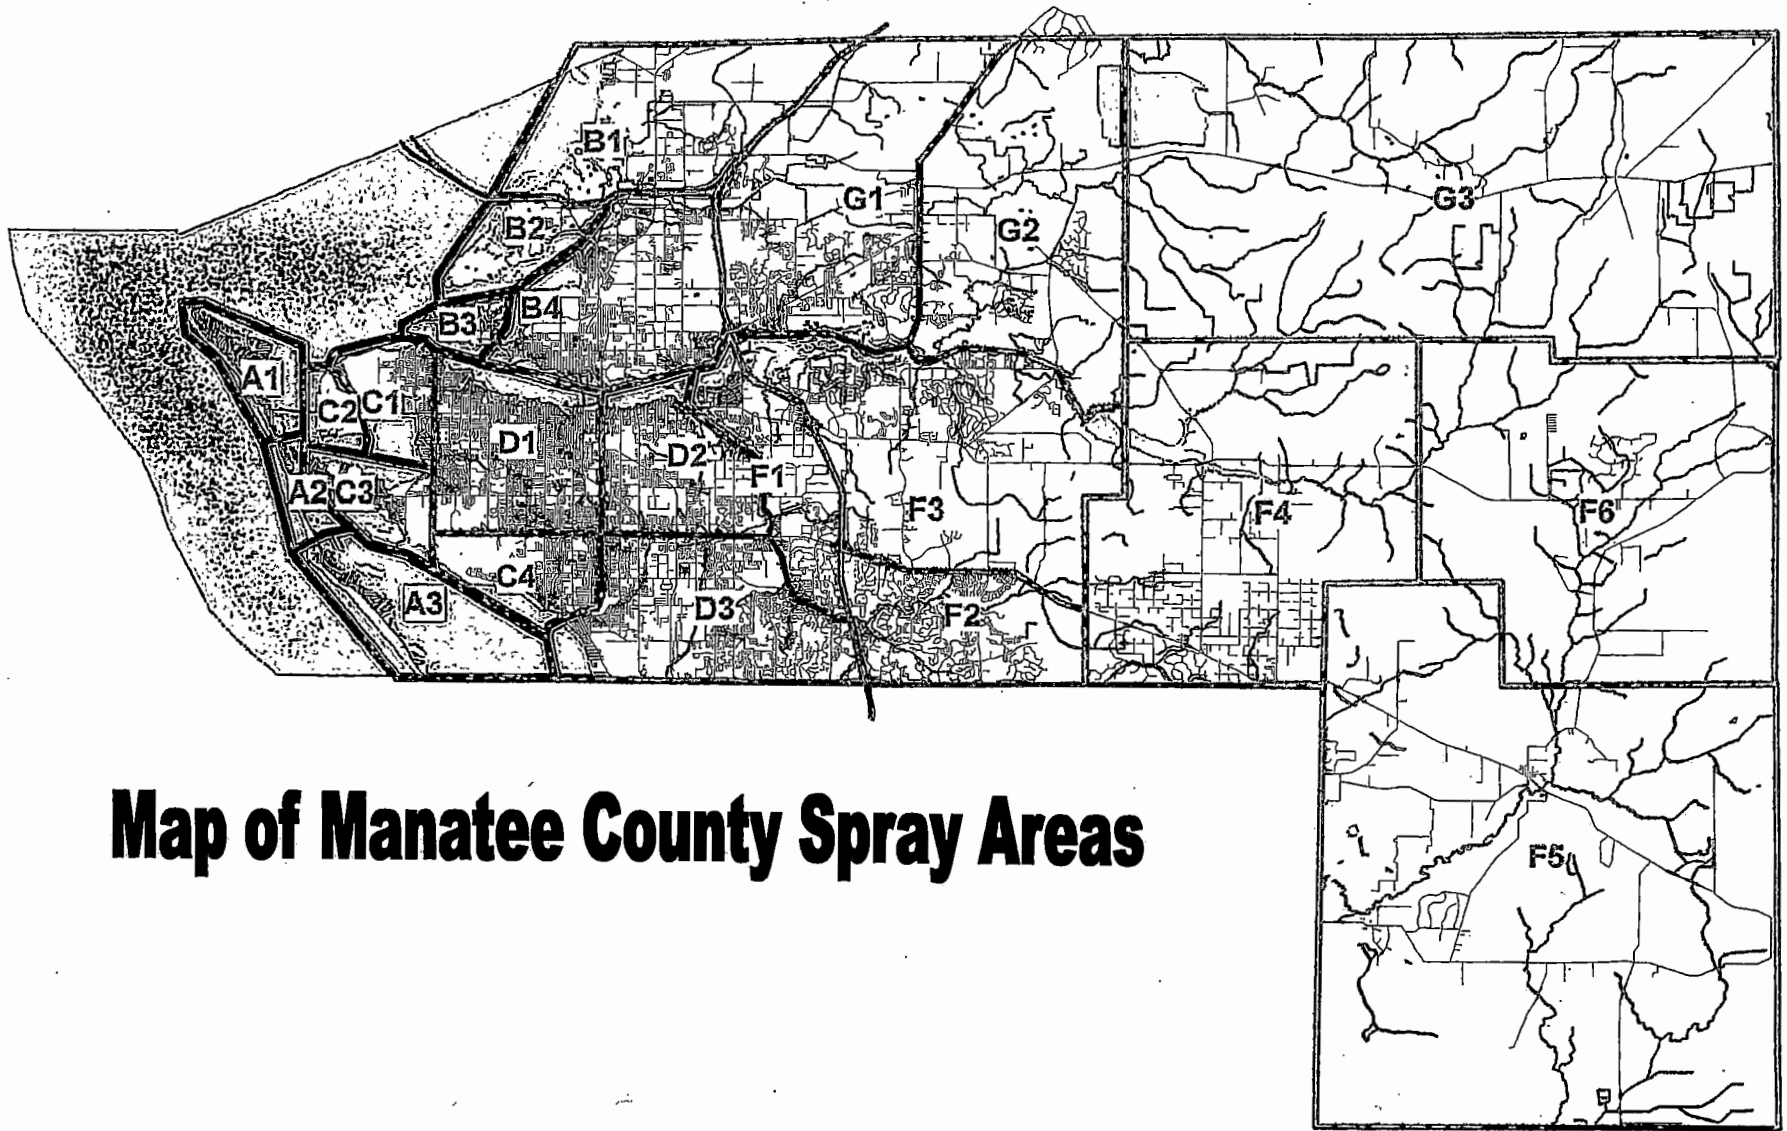 B1
G1
G3
B2
G2
B4
B3
A1
C2
C1
D1
D2
F1
A2
C3
F3
F4
F6
C4
A3
D3
F2
Map of Manatee County Spray Areas
F5